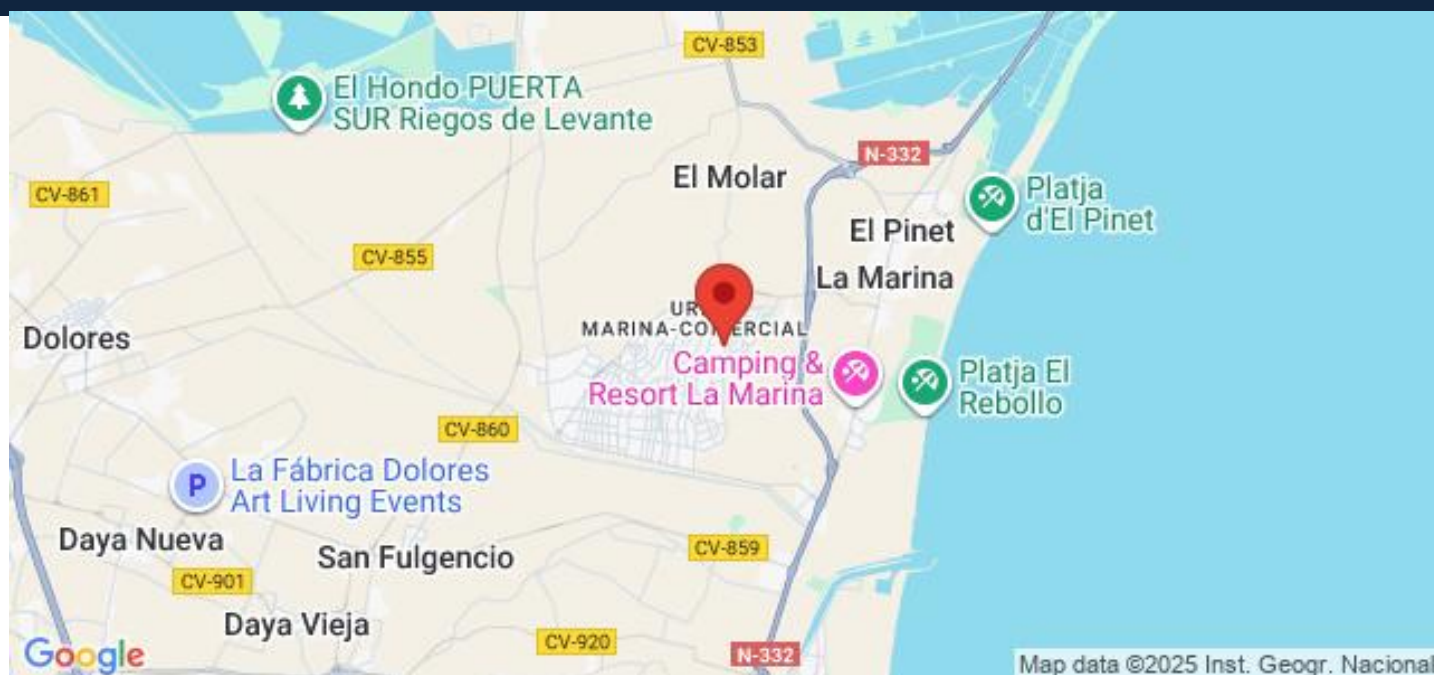 CV-853
El Hondo PUERTA
SUR Riegos de Levante
N-332
El Molar
CV-861
Platja
d'El Pinet
El Pinet
CV-855
La Marina
MARINA-COMERCIAL
Dolores
Camping &
Resort La Marina
Platja El
Rebollo
CV-860
La Fábrica Dolores
Art Living Events
P
Daya Nueva
San Fulgencio
CV-859
CV-901
Daya Vieja
CV-920
N-332
Google
Map data ©2025 Inst. Geogr. Nacional